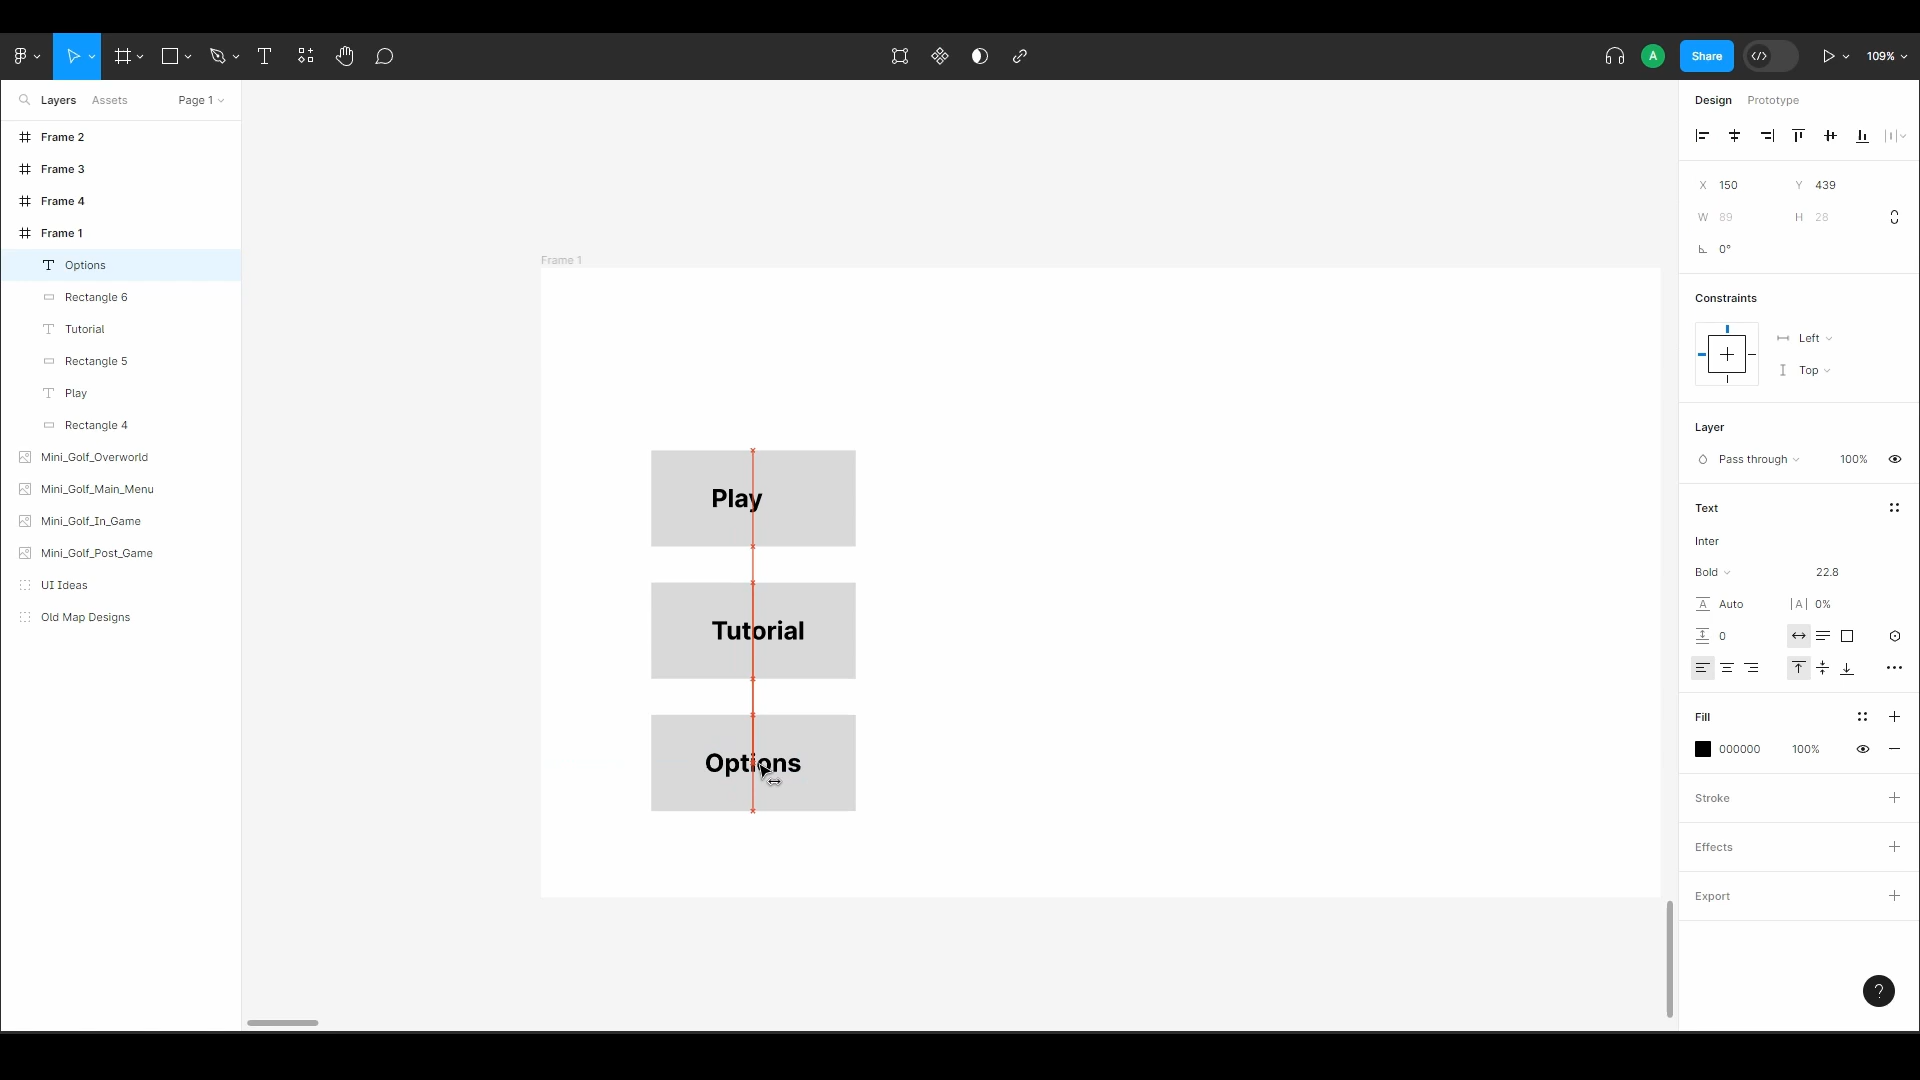 A
Share
109%
Layers
Assets
Page 1
Frame 2
Frame 3
Frame 4
Frame 1
Options
Rectangle 6
Tutorial
Rectangle 5
Play
Rectangle 4
Mini_Golf_Overworld
Mini_Golf_Main_Menu
Mini_Golf_In_Game
Mini_Golf_Post_Game
UI Ideas
Old Map Designs
Frame 1
Play
Tutorial
Options
Design
Prototype
X 150
Y 439
W 89
H 28
0°
Constraints
Left
Top
Layer
Pass through
100%
Text
Inter
Bold
22.8
A Auto
|A| 0%
0
Fill
000000
100%
Stroke
Effects
Export
?